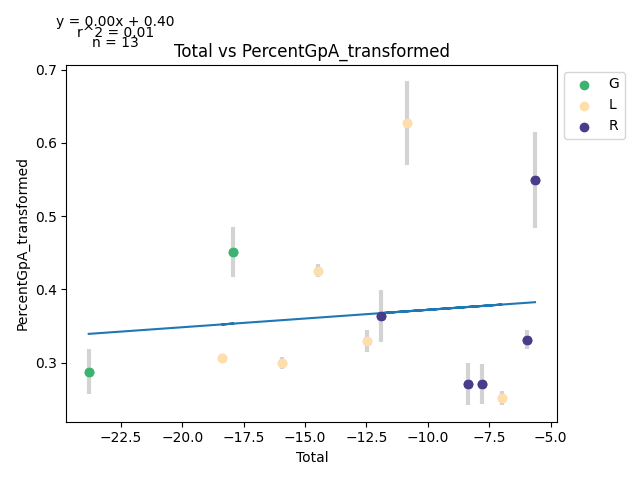 y = 0.00x + 0.40
r^2 = 0.01
n = 13
Total vs PercentGpA_transformed
G
L
R
0.7
0.6
0.5
0.4
0.3
PercentGpA_transformed
−22.5 −20.0 −17.5 −15.0 −12.5 −10.0 −7.5 −5.0
Total